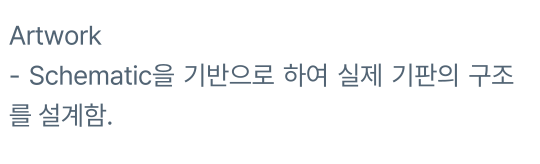 Artwork
- Schematic을 기반으로 하여 실제 기판의 구조
를 설계함.